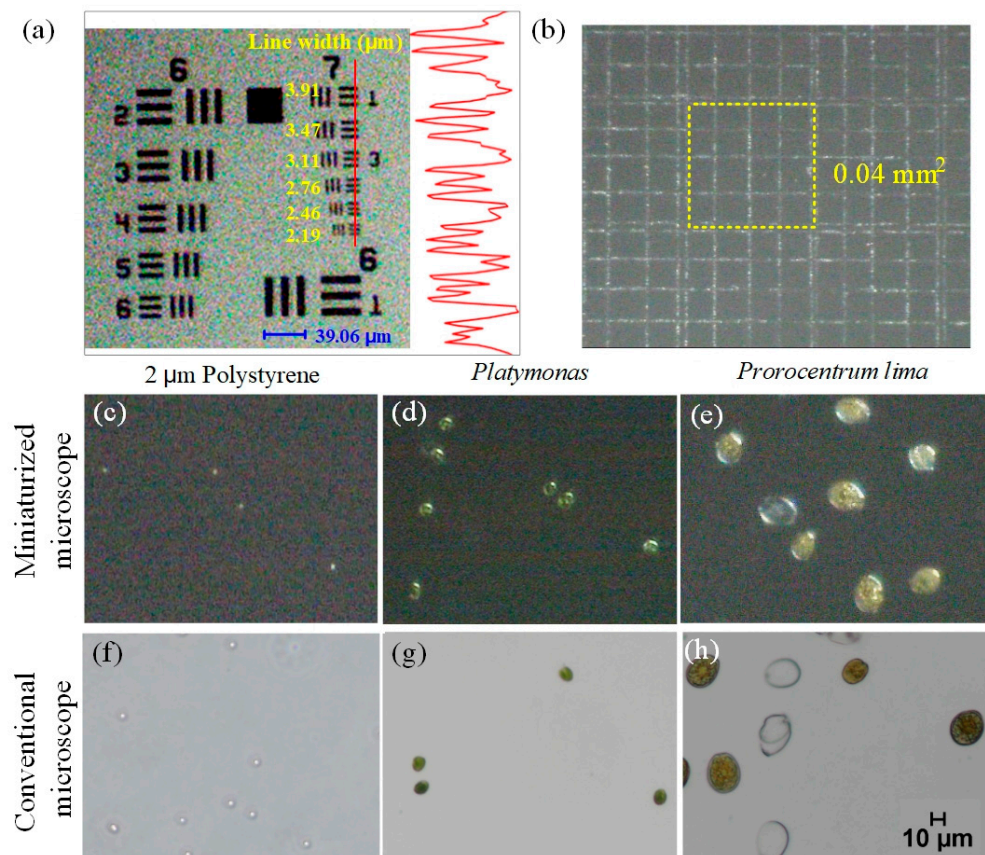 (a)
Line width (µm)
6
7
2
3
4
5
6
3.91
3.47
3.11
2.76
2.46
2.19
1
3
6
1
39.06 µm
(b)
0.04 mm²
2 µm Polystyrene
Platymonas
Prorocentrum lima
Miniaturized
microscope
(c)
(d)
(e)
Conventional
microscope
(f)
(g)
(h)
10 µm